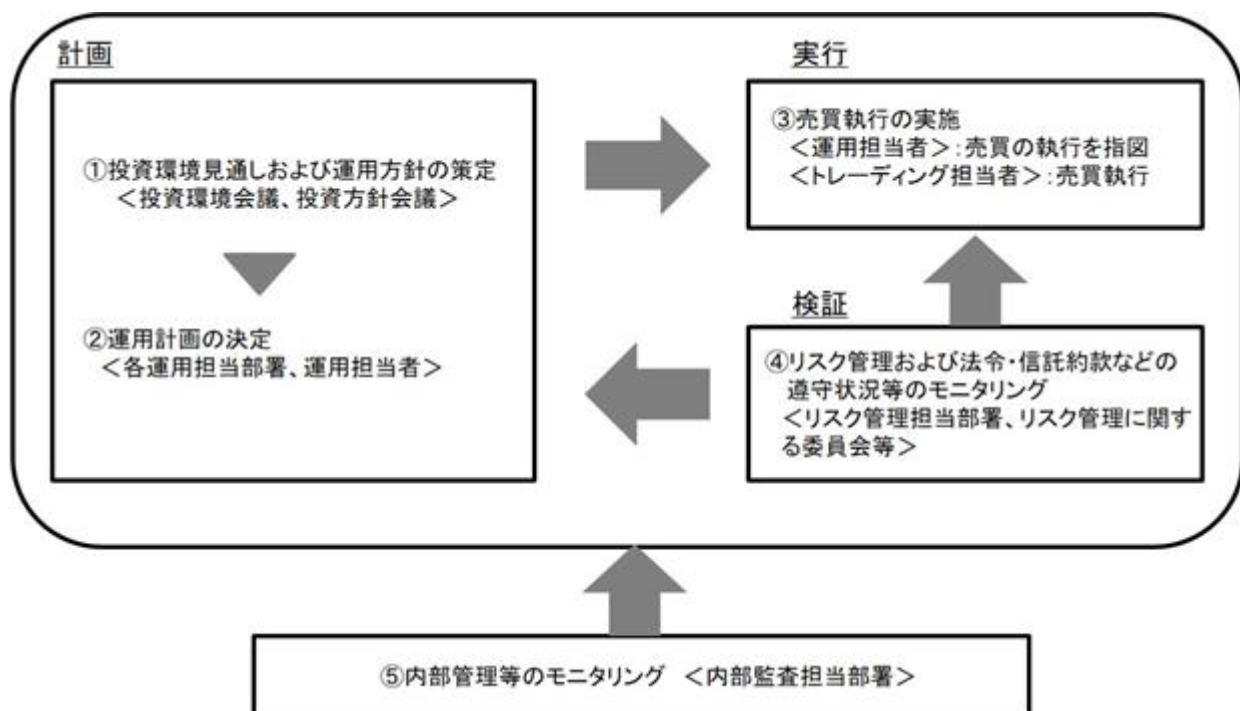 計画
①投資環境見通しおよび運用方針の策定
＜投資環境会議、投資方針会議＞
②運用計画の決定
＜各運用担当部署、運用担当者＞
実行
③売買執行の実施
＜運用担当者＞:売買の執行を指図
＜トレーディング担当者＞:売買執行
検証
④リスク管理および法令・信託約款などの
遵守状況等のモニタリング
＜リスク管理担当部署、リスク管理に関す
る委員会等＞
⑤内部管理等のモニタリング ＜内部監査担当部署＞